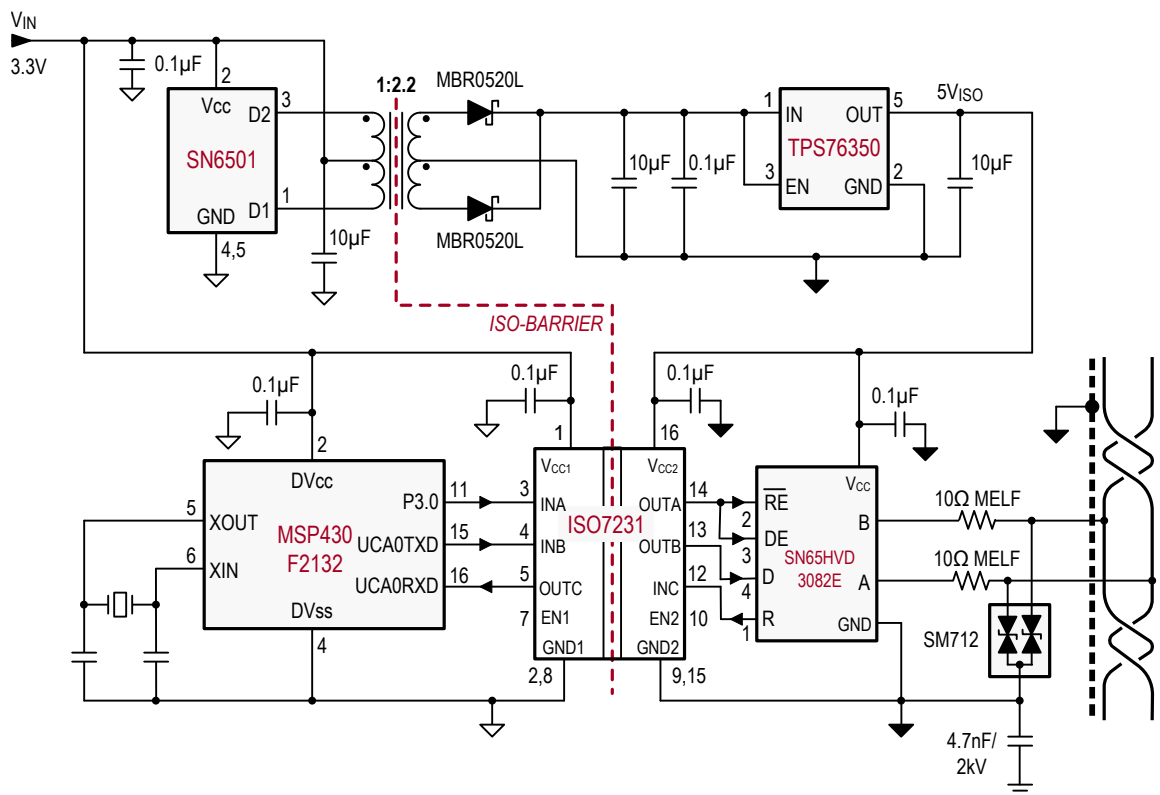 VIN
3.3V
0.1µF
2
Vcc
D2
3
SN6501
D1
1
GND
4,5
10µF
1:2.2
MBR0520L
MBR0520L
10µF
0.1µF
1
IN
OUT
5
TPS76350
3
EN
GND
2
5VISO
10µF
ISO-BARRIER
0.1µF
2
DVcc
5
XOUT
6
XIN
MSP430
F2132
P3.0
11
UCA0TXD
15
UCA0RXD
16
DVss
4
0.1µF
1
VCC1
3
INA
4
INB
5
OUTC
7
EN1
GND1
2,8
ISO7231
0.1µF
16
VCC2
OUTA
14
OUTB
13
INC
12
EN2
10
GND2
9,15
0.1µF
VCC
RE
2
DE
3
D
4
R
1
SN65HVD
3082E
B
A
GND
10Ω MELF
10Ω MELF
SM712
4.7nF/
2kV